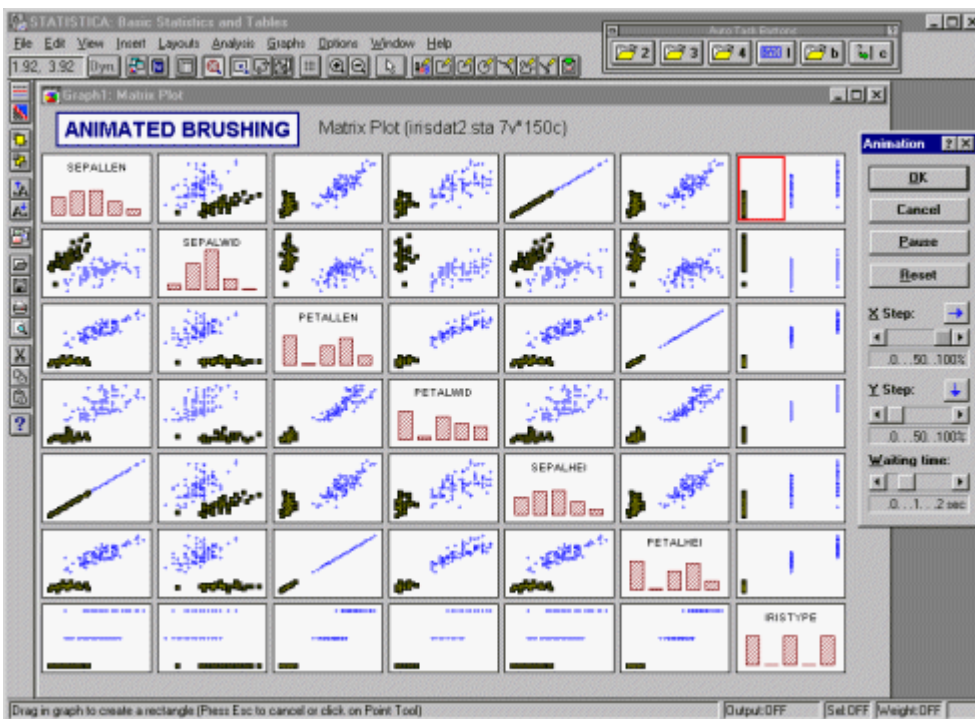 STATISTICA: Basic Statistics and Tables
File Edit View Insert Layouts Analysis Graphs Options Window Help
Auto Task Buttons
2 3 4 1 b c
1.92, 3.92 Dyn.
Graph1: Matrix Plot
ANIMATED BRUSHING
Matrix Plot (irisdat2.sta 7v*150c)
SEPALLEN
SEPALWID
PETALLEN
PETALWID
SEPALHEI
PETALHEI
IRISTYPE
Animation
OK
Cancel
Pause
Reset
X Step:
.0. . .50. .100%
Y Step:
.0. . .50. .100%
Waiting time:
.0. . .1. . .2 sec
Drag in graph to create a rectangle (Press Esc to cancel or click on Point Tool)
Output:OFF
Sel:OFF
Weight:OFF